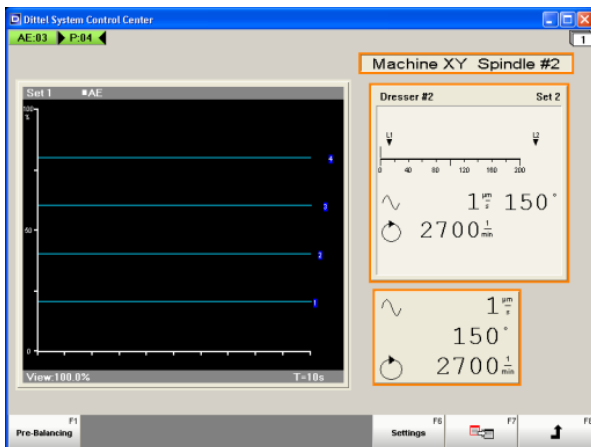 Dittel System Control Center
AE:03 P:04
1
Machine XY Spindle #2
Set 1 ■AE
100
%
4
3
50
2
1
0
View:100.0% T=10s
Dresser #2 Set 2
L1 L2
0 40 80 120 160 200
1 µm/s 150°
2700 1/min
1 µm/s
150°
2700 1/min
F1
Pre-Balancing
F6
Settings
F7
F8